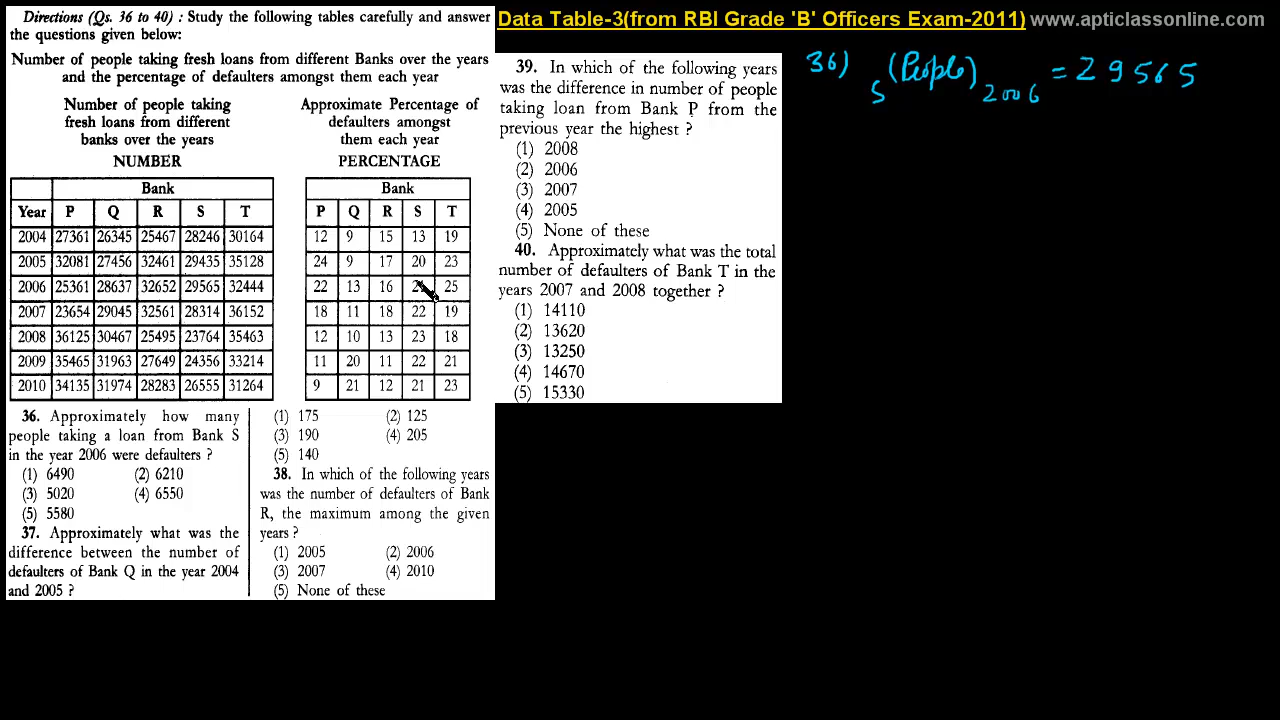 Directions (Qs. 36 to 40) : Study the following tables carefully and answer
the questions given below:
Number of people taking fresh loans from different Banks over the years
and the percentage of defaulters amongst them each year
Number of people taking
fresh loans from different
banks over the years
NUMBER
Bank
Year P Q R S T
2004 27361 26345 25467 28246 30164
2005 32081 27456 32461 29435 35128
2006 25361 28637 32652 29565 32444
2007 23654 29045 32561 28314 36152
2008 36125 30467 25495 23764 35463
2009 35465 31963 27649 24356 33214
2010 34135 31974 28283 26555 31264
Approximate Percentage of
defaulters amongst
them each year
PERCENTAGE
Bank
P Q R S T
12 9 15 13 19
24 9 17 20 23
22 13 16 25
18 11 18 22 19
12 10 13 23 18
11 20 11 22 21
9 21 12 21 23
36. Approximately how many
people taking a loan from Bank S
in the year 2006 were defaulters ?
(1) 6490 (2) 6210
(3) 5020 (4) 6550
(5) 5580
37. Approximately what was the
difference between the number of
defaulters of Bank Q in the year 2004
and 2005 ?
(1) 175 (2) 125
(3) 190 (4) 205
(5) 140
38. In which of the following years
was the number of defaulters of Bank
R, the maximum among the given
years ?
(1) 2005 (2) 2006
(3) 2007 (4) 2010
(5) None of these
Data Table-3(from RBI Grade 'B' Officers Exam-2011) www.apticlassonline.com
39. In which of the following years
was the difference in number of people
taking loan from Bank P from the
previous year the highest ?
(1) 2008
(2) 2006
(3) 2007
(4) 2005
(5) None of these
40. Approximately what was the total
number of defaulters of Bank T in the
years 2007 and 2008 together ?
(1) 14110
(2) 13620
(3) 13250
(4) 14670
(5) 15330
36) S (People) 2006 = 29565